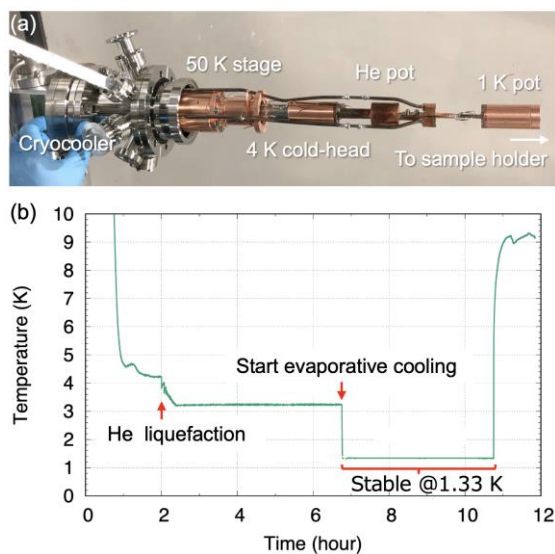 (a)
50 K stage
He pot
1K pot
Cryocooler
4 K cold-head
To sample holder
(b)
10
9
8
7
6
5
4
3
2
1
0
Temperature (K)
Start evaporative cooling
He liquefaction
Stable @1.33 K
0 2 4 6 8 10 12
Time (hour)